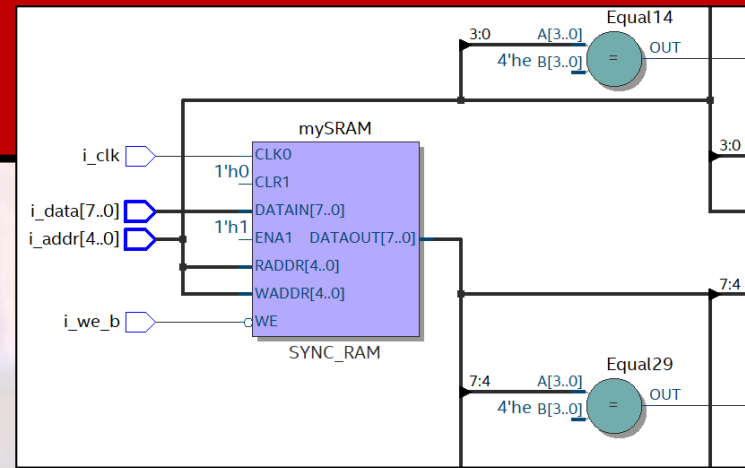 Equal14
3:0
A[3..0]
OUT
4'he
B[3..0]
=
mySRAM
3:0
i_clk
CLK0
1'h0
CLR1
i_data[7..0]
DATAIN[7..0]
1'h1
i_addr[4..0]
ENA1
DATAOUT[7..0]
RADDR[4..0]
7:4
WADDR[4..0]
i_we_b
WE
SYNC_RAM
Equal29
7:4
A[3..0]
OUT
4'he
B[3..0]
=